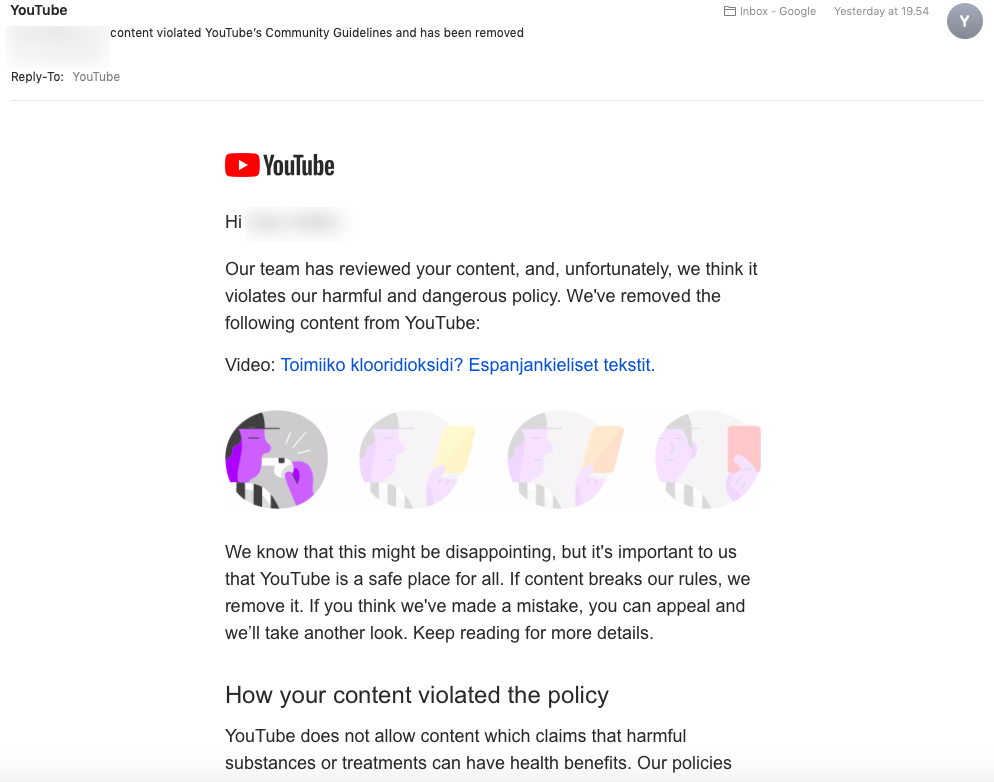 YouTube
Inbox - Google Yesterday at 19.54
Y
content violated YouTube’s Community Guidelines and has been removed
Reply-To: YouTube
YouTube
Hi
Our team has reviewed your content, and, unfortunately, we think it
violates our harmful and dangerous policy. We've removed the
following content from YouTube:
Video: Toimiiko klooridioksidi? Espanjankieliset tekstit.
We know that this might be disappointing, but it's important to us
that YouTube is a safe place for all. If content breaks our rules, we
remove it. If you think we've made a mistake, you can appeal and
we’ll take another look. Keep reading for more details.
How your content violated the policy
YouTube does not allow content which claims that harmful
substances or treatments can have health benefits. Our policies